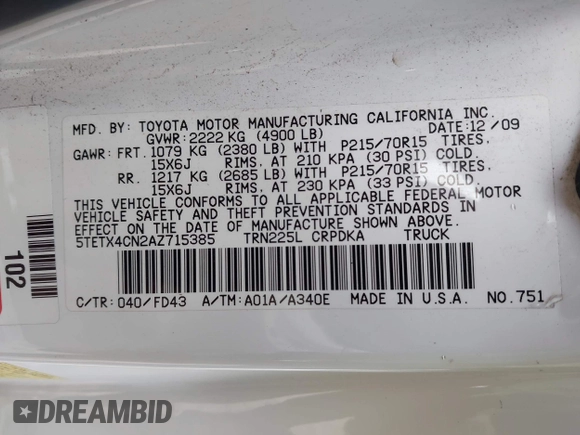 MFD. BY: TOYOTA MOTOR MANUFACTURING CALIFORNIA INC.
GVWR: 2222 KG (4900 LB) DATE: 12/09
GAWR: FRT. 1079 KG (2380 LB) WITH P215/70R15 TIRES.
15X6J RIMS. AT 210 KPA (30 PSI) COLD.
RR. 1217 KG (2685 LB) WITH P215/70R15 TIRES.
15X6J RIMS. AT 230 KPA (33 PSI) COLD.
THIS VEHICLE CONFORMS TO ALL APPLICABLE FEDERAL MOTOR
VEHICLE SAFETY AND THEFT PREVENTION STANDARDS IN
EFFECT ON THE DATE OF MANUFACTURE SHOWN ABOVE.
5TETX4CN2AZ715385 TRN225L CRPDKA TRUCK
C/TR: 040/FD43 A/TM: A01A/A340E MADE IN U.S.A. NO. 751
102
DREAMBID